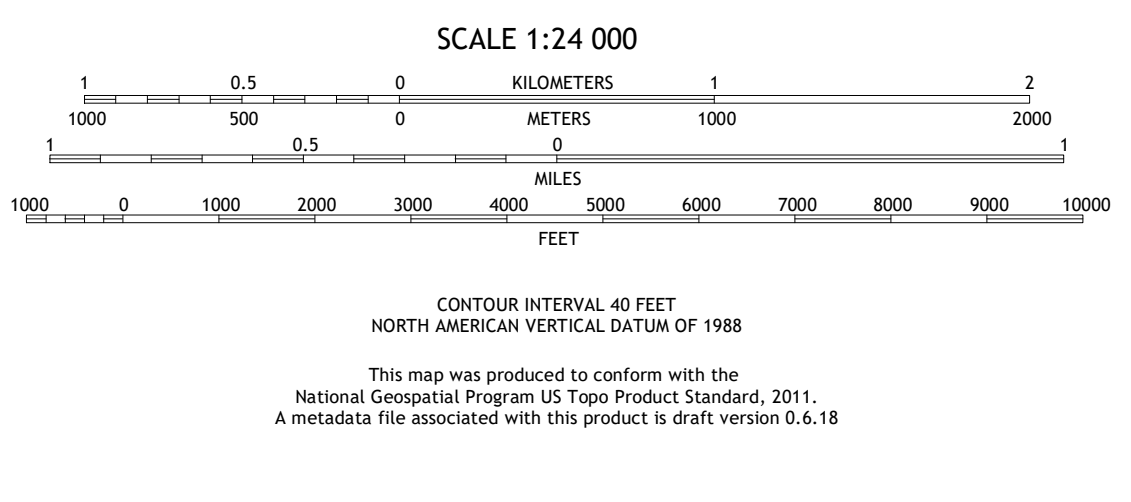 SCALE 1:24 000
1 0.5 0 KILOMETERS 1 2
1000 500 0 METERS 1000 2000
1 0.5 0 1
MILES
1000 0 1000 2000 3000 4000 5000 6000 7000 8000 9000 10000
FEET
CONTOUR INTERVAL 40 FEET
NORTH AMERICAN VERTICAL DATUM OF 1988
This map was produced to conform with the
National Geospatial Program US Topo Product Standard, 2011.
A metadata file associated with this product is draft version 0.6.18